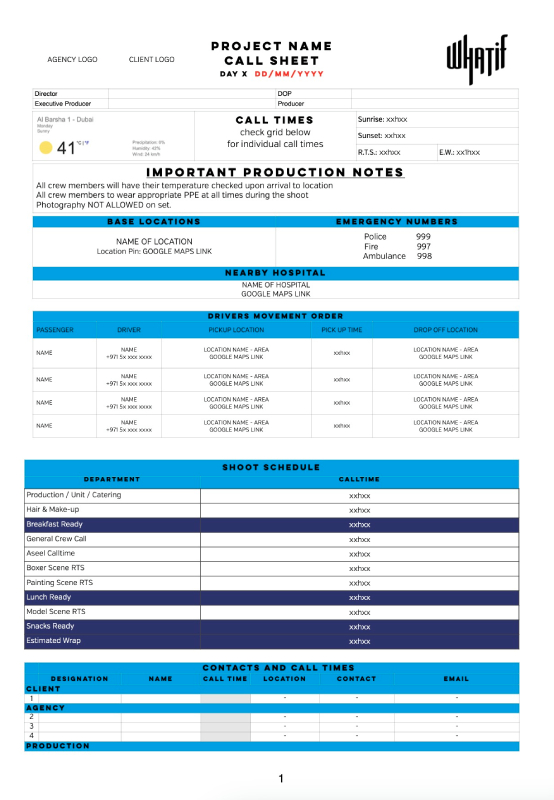 AGENCY LOGO
CLIENT LOGO
PROJECT NAME
CALL SHEET
DAY X DD/MM/YYYY
WHATIF
Director DOP
Executive Producer Producer
Al Barsha 1 - Dubai
Monday
Sunny
41 °C | °F
Precipitation: 0%
Humidity: 42%
Wind: 24 km/h
CALL TIMES
check grid below
for individual call times
Sunrise: xxhxx
Sunset: xxhxx
R.T.S.: xxhxx E.W.: xx1hxx
IMPORTANT PRODUCTION NOTES
All crew members will have their temperature checked upon arrival to location
All crew members to wear appropriate PPE at all times during the shoot
Photography NOT ALLOWED on set.
BASE LOCATIONS EMERGENCY NUMBERS
NAME OF LOCATION
Location Pin: GOOGLE MAPS LINK
Police 999
Fire 997
Ambulance 998
NEARBY HOSPITAL
NAME OF HOSPITAL
GOOGLE MAPS LINK
DRIVERS MOVEMENT ORDER
PASSENGER DRIVER PICKUP LOCATION PICK UP TIME DROP OFF LOCATION
NAME NAME +971 5x xxx xxxx LOCATION NAME - AREA GOOGLE MAPS LINK xxhxx LOCATION NAME - AREA GOOGLE MAPS LINK
NAME NAME +971 5x xxx xxxx LOCATION NAME - AREA GOOGLE MAPS LINK xxhxx LOCATION NAME - AREA GOOGLE MAPS LINK
NAME NAME +971 5x xxx xxxx LOCATION NAME - AREA GOOGLE MAPS LINK xxhxx LOCATION NAME - AREA GOOGLE MAPS LINK
NAME NAME +971 5x xxx xxxx LOCATION NAME - AREA GOOGLE MAPS LINK xxhxx LOCATION NAME - AREA GOOGLE MAPS LINK
SHOOT SCHEDULE
DEPARTMENT CALLTIME
Production / Unit / Catering xxhxx
Hair & Make-up xxhxx
Breakfast Ready xxhxx
General Crew Call xxhxx
Aseel Calltime xxhxx
Boxer Scene RTS xxhxx
Painting Scene RTS xxhxx
Lunch Ready xxhxx
Model Scene RTS xxhxx
Snacks Ready xxhxx
Estimated Wrap xxhxx
CONTACTS AND CALL TIMES
DESIGNATION NAME CALL TIME LOCATION CONTACT EMAIL
CLIENT
1 - - -
AGENCY
2 - - -
3 - - -
4 - - -
PRODUCTION
1